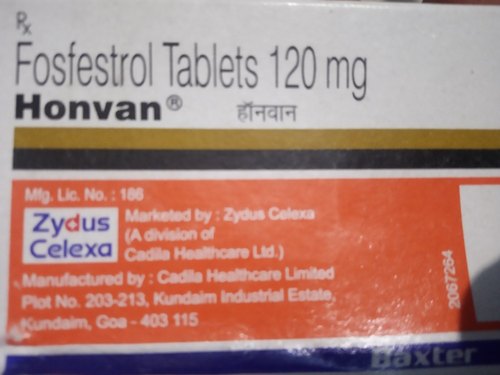 Rx
Fosfestrol Tablets 120 mg
Honvan® हॉनवान
Mfg. Lic. No. : 186
Zydus
Celexa
Marketed by : Zydus Celexa
(A division of
Cadila Healthcare Ltd.)
Manufactured by : Cadila Healthcare Limited
Plot No. 203-213, Kundaim Industrial Estate,
Kundaim, Goa - 403 115
2067264
Baxter